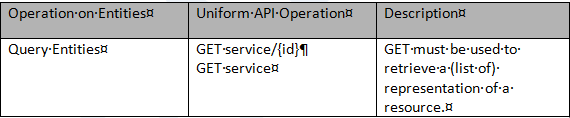 Operation·on·Entities¤ Uniform·API·Operation¤ Description¤
Query·Entities¤ GET·service/{id}¶ GET·must·be·used·to·
GET·service¤ retrieve·a·(list·of)·
representation·of·a·
resource.¤